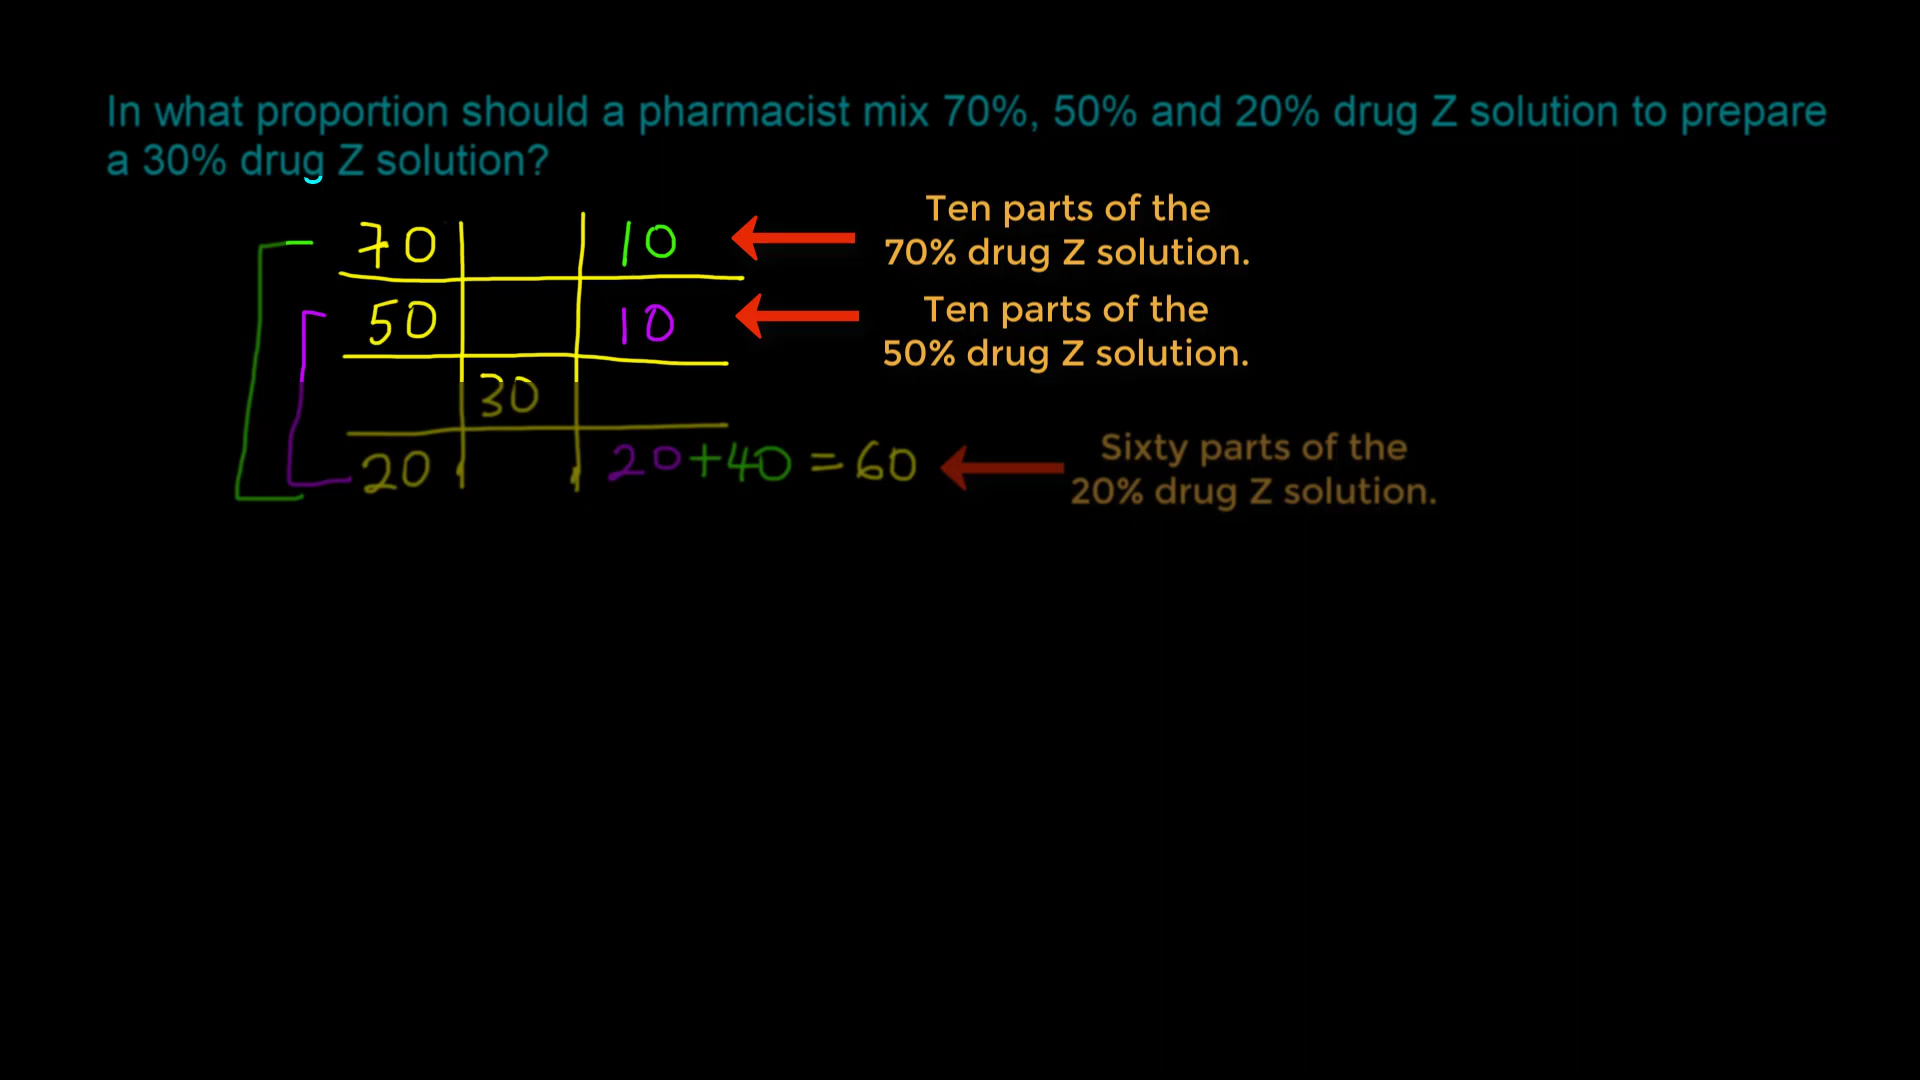 In what proportion should a pharmacist mix 70%, 50% and 20% drug Z solution to prepare
a 30% drug Z solution?
70 10
Ten parts of the
70% drug Z solution.
50 10
Ten parts of the
50% drug Z solution.
30
20 20+40 = 60
Sixty parts of the
20% drug Z solution.